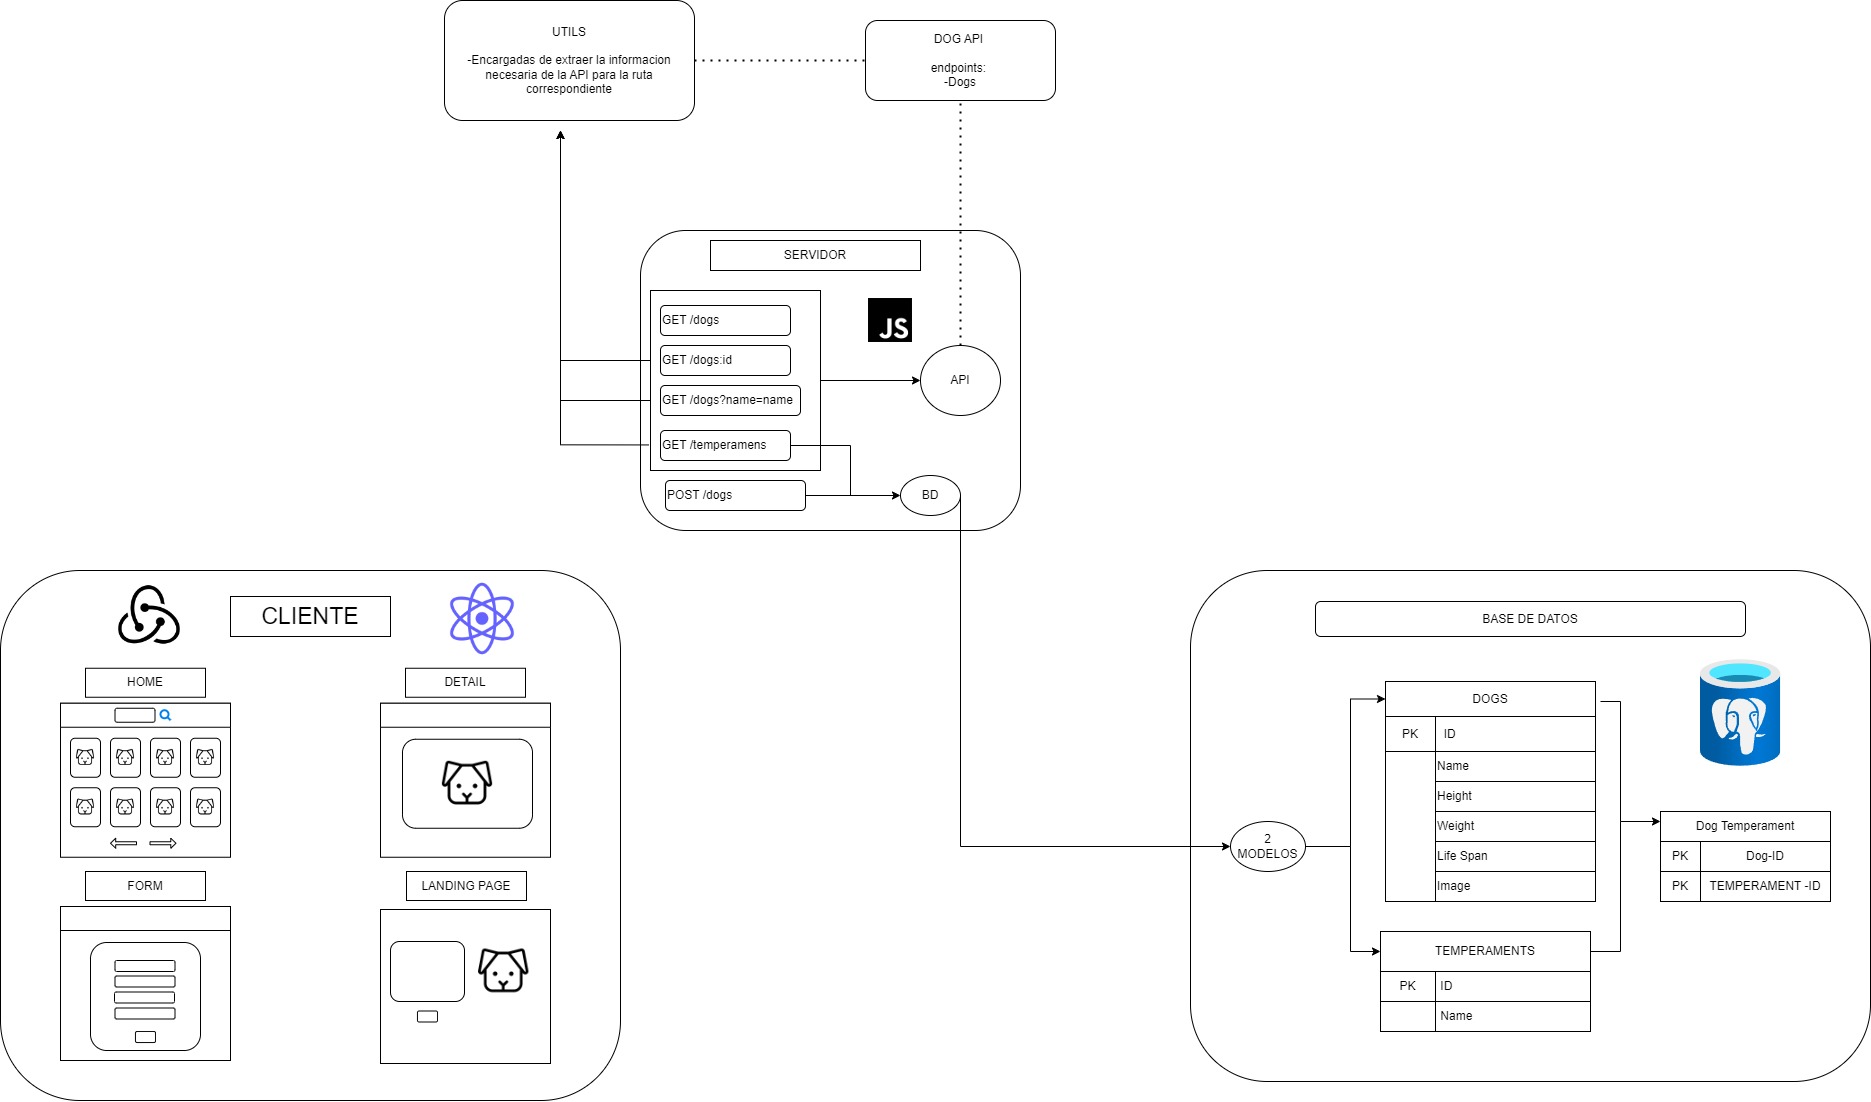 UTILS
-Encargadas de extraer la informacion
necesaria de la API para la ruta
correspondiente
DOG API
endpoints:
-Dogs
SERVIDOR
GET /dogs
GET /dogs:id
GET /dogs?name=name
GET /temperamens
POST /dogs
JS
API
BD
CLIENTE
HOME
DETAIL
FORM
LANDING PAGE
BASE DE DATOS
2
MODELOS
DOGS
PK ID
Name
Height
Weight
Life Span
Image
TEMPERAMENTS
PK ID
Name
Dog Temperament
PK Dog-ID
PK TEMPERAMENT -ID